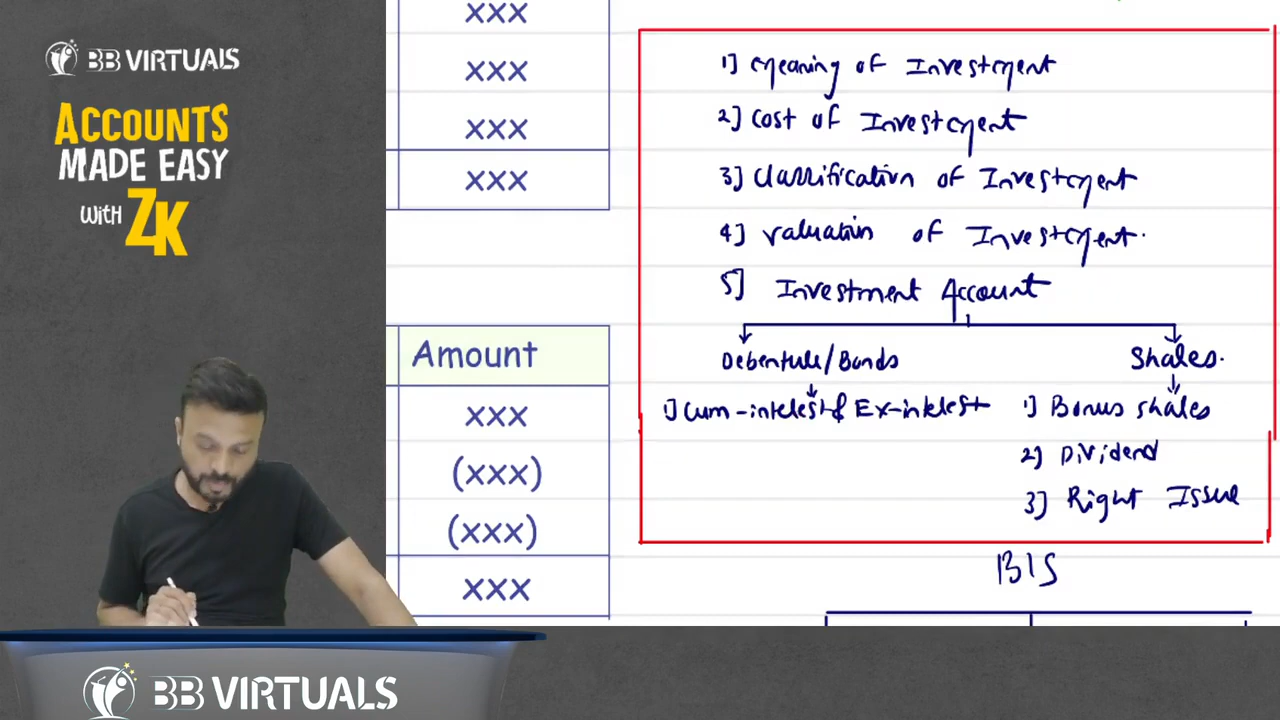 BB VIRTUALS
ACCOUNTS
MADE EASY
WITH ZK
xxx
xxx
xxx
xxx
Amount
xxx
(xxx)
(xxx)
xxx
1] Meaning of Investment
2] Cost of Investment
3] Classification of Investment
4] Valuation of Investment.
5] Investment Account
Debenture/Bonds
Shares.
1) Cum-interest & Ex-interest
1) Bonus shares
2) Dividend
3) Right Issue
B/S
BB VIRTUALS